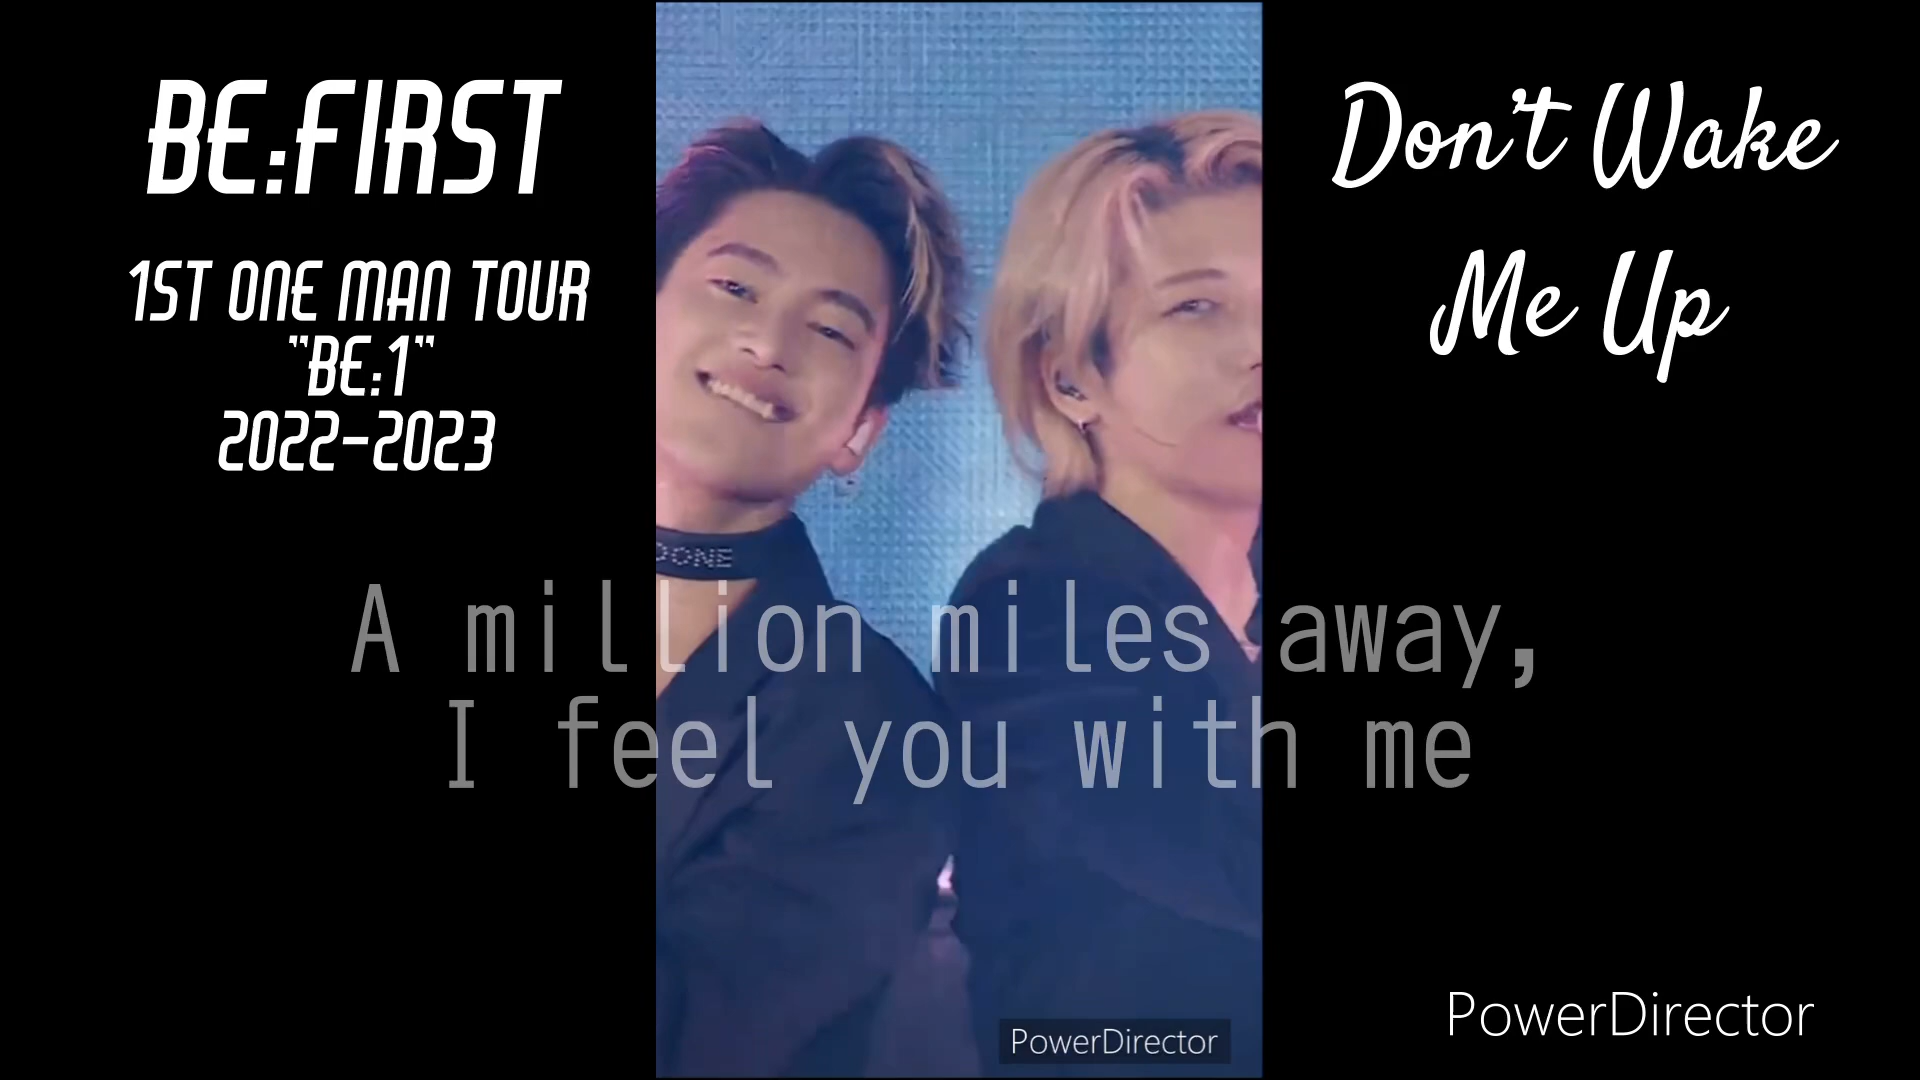 BE:FIRST
1ST ONE MAN TOUR
"BE:1"
2022-2023
Don't Wake
Me Up
A million miles away,
I feel you with me
PowerDirector
PowerDirector